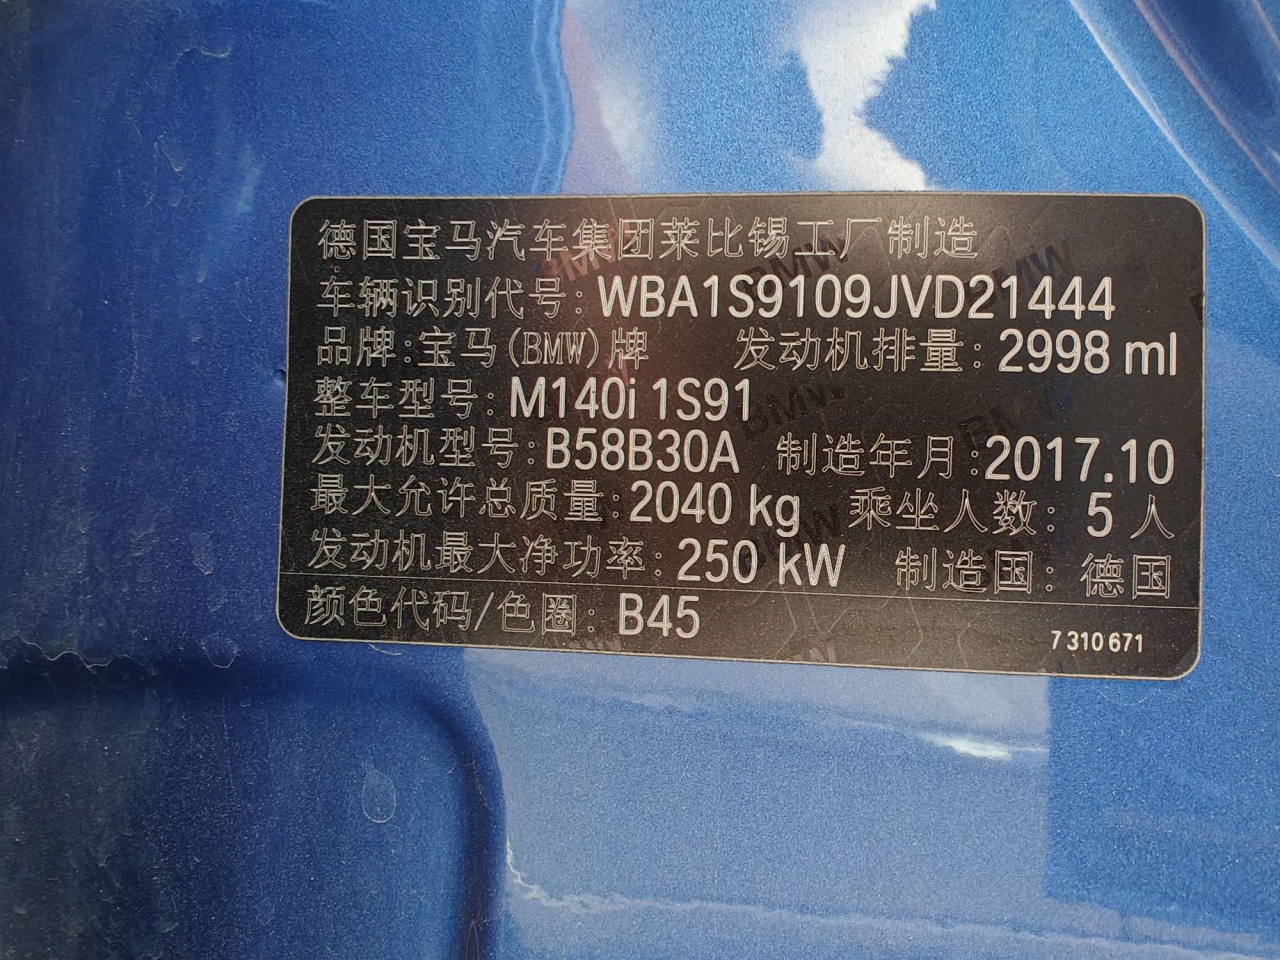 德国宝马汽车集团莱比锡工厂制造
车辆识别代号: WBA1S9109JVD21444
品牌:宝马(BMW)牌 发动机排量: 2998 ml
整车型号: M140i 1S91
发动机型号: B58B30A 制造年月: 2017.10
最大允许总质量: 2040 kg 乘坐人数: 5 人
发动机最大净功率: 250 kW 制造国: 德国
颜色代码/色圈: B45
7 310 671